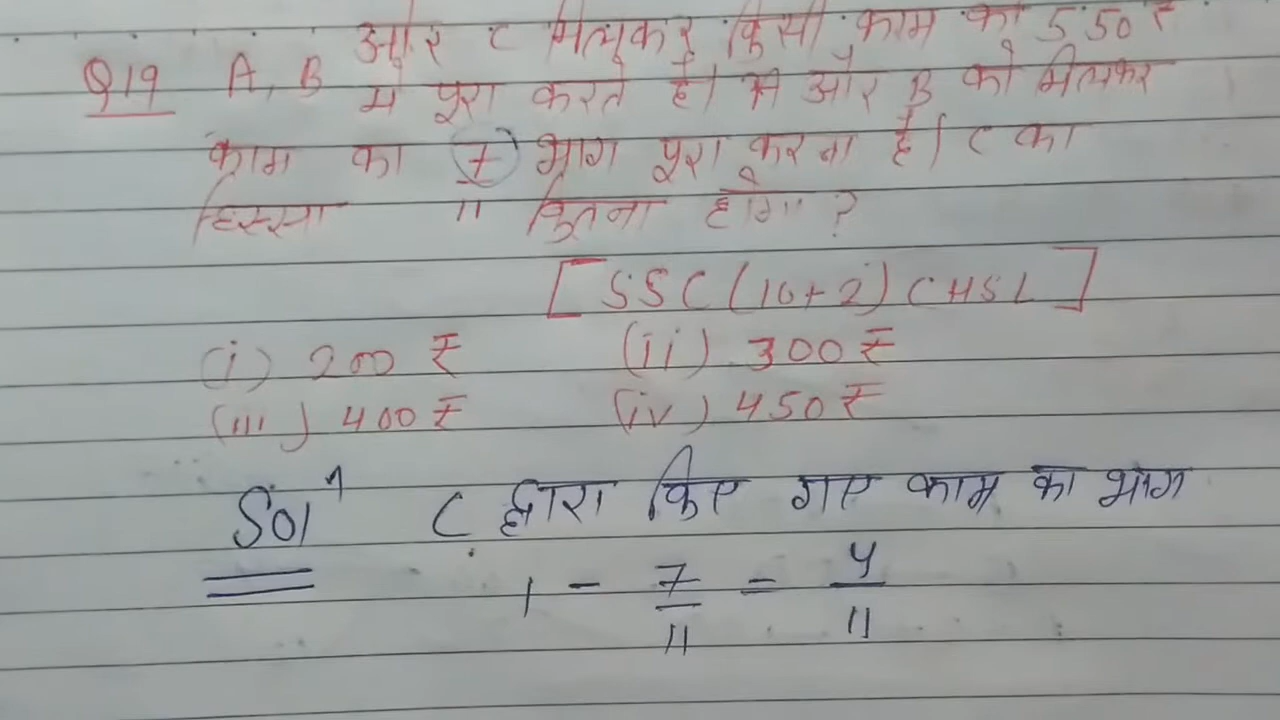 Q19 A, B और C मिलकर किसी काम को 550 ₹
में पूरा करते है। A और B को मिलकर
काम का 7/11 भाग पूरा करना है। C का
हिस्सा कितना होगा ?
[SSC (10+2) CHSL]
(i) 200 ₹ (ii) 300 ₹
(iii) 400 ₹ (iv) 450 ₹
Solⁿ C द्वारा किए गए काम का भाग
1 - 7/11 = 4/11